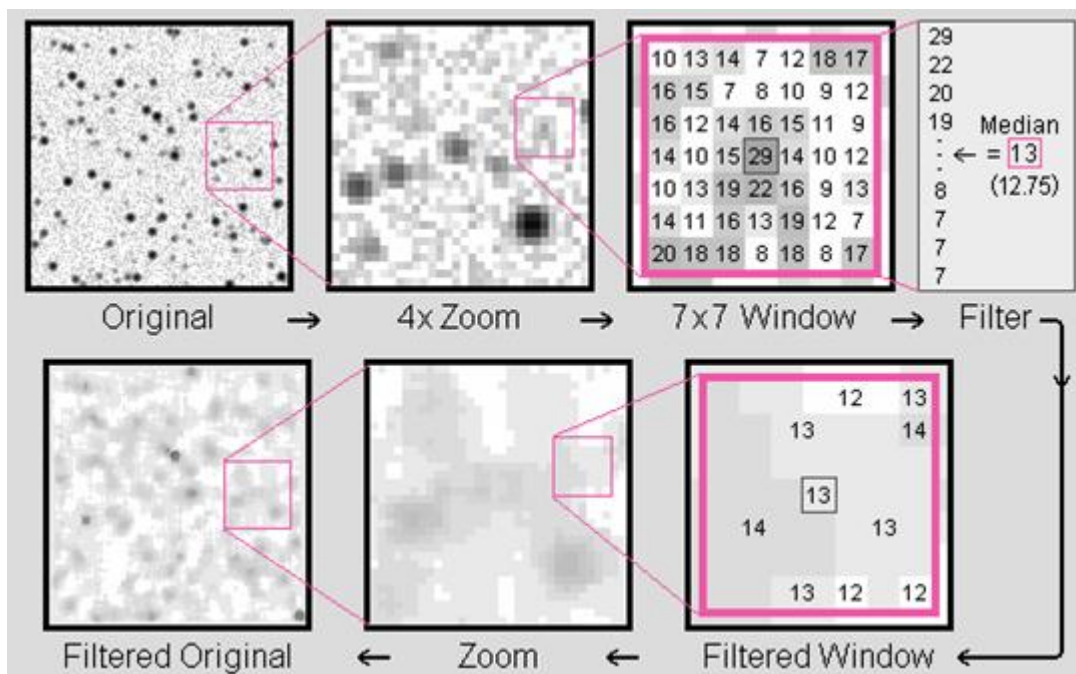 10 13 14 7 12 18 17
16 15 7 8 10 9 12
16 12 14 16 15 11 9
14 10 15 29 14 10 12
10 13 19 22 16 9 13
14 11 16 13 19 12 7
20 18 18 8 18 8 17
29
22
20
19
:
Median
← = 13
(12.75)
8
7
7
7
Original → 4x Zoom → 7x7 Window → Filter
12 13
13 14
13
14 13
13 12 12
Filtered Original ← Zoom ← Filtered Window ←